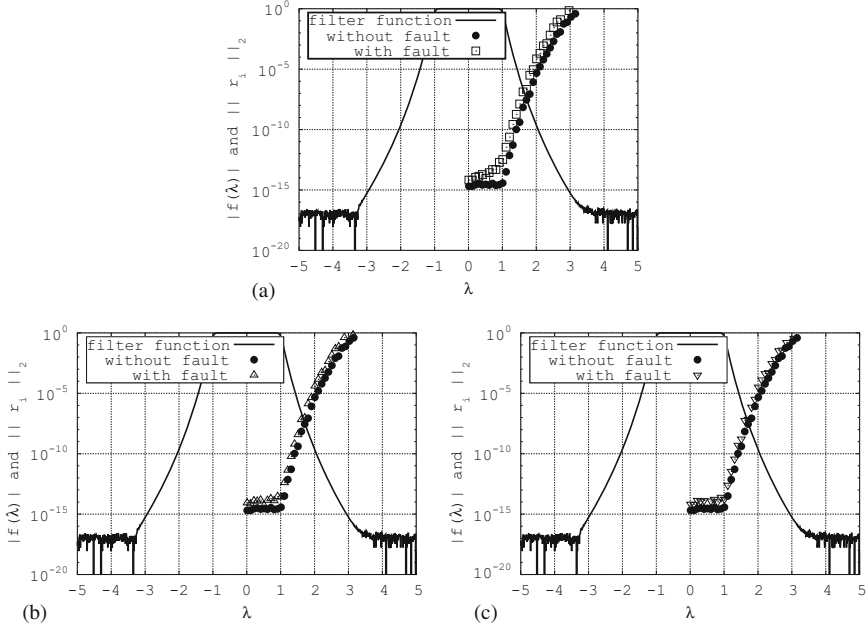 |f(λ)| and || r_i ||_2
10^0
10^-5
10^-10
10^-15
10^-20
filter function
without fault
with fault
-5 -4 -3 -2 -1 0 1 2 3 4 5
(a) λ
|f(λ)| and || r_i ||_2
10^0
10^-5
10^-10
10^-15
10^-20
filter function
without fault
with fault
-5 -4 -3 -2 -1 0 1 2 3 4 5
(b) λ
|f(λ)| and || r_i ||_2
10^0
10^-5
10^-10
10^-15
10^-20
filter function
without fault
with fault
-5 -4 -3 -2 -1 0 1 2 3 4 5
(c) λ